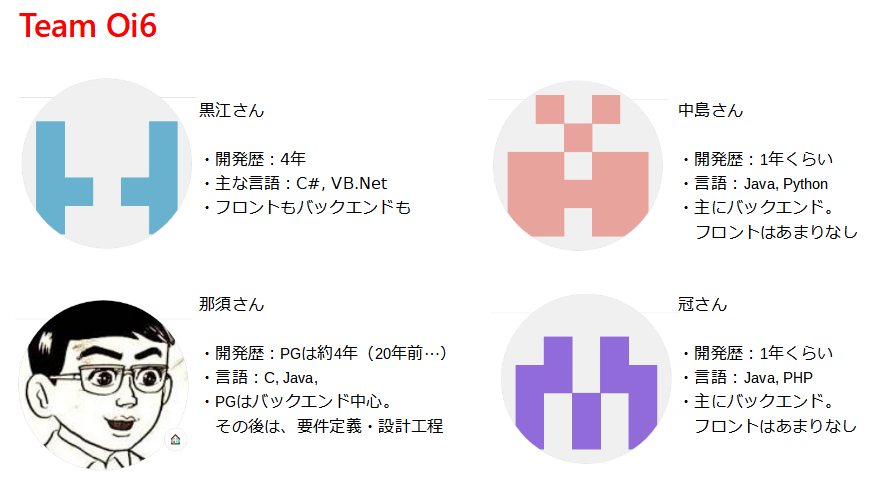 Team Oi6
黒江さん
・開発歴：4年
・主な言語：C#, VB.Net
・フロントもバックエンドも
中島さん
・開発歴：1年くらい
・言語：Java, Python
・主にバックエンド。
フロントはあまりなし
那須さん
・開発歴：PGは約4年（20年前…）
・言語：C, Java,
・PGはバックエンド中心。
その後は、要件定義・設計工程
冠さん
・開発歴：1年くらい
・言語：Java, PHP
・主にバックエンド。
フロントはあまりなし